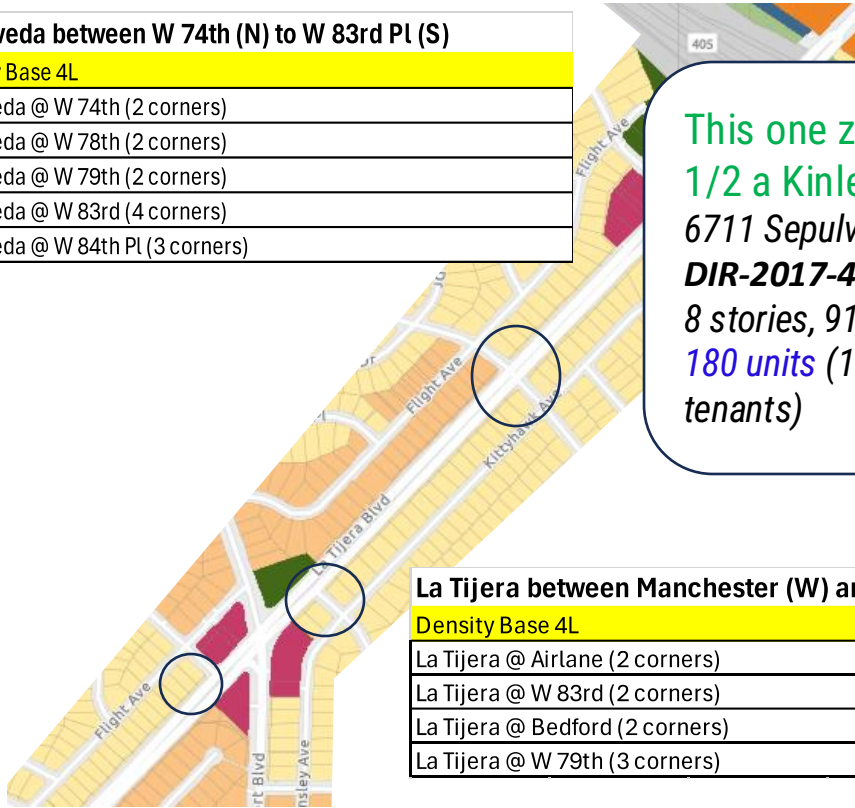 veda between W 74th (N) to W 83rd Pl (S)
Base 4L
eda @ W 74th (2 corners)
eda @ W 78th (2 corners)
eda @ W 79th (2 corners)
eda @ W 83rd (4 corners)
eda @ W 84th Pl (3 corners)
405
Flight Ave
This one z
1/2 a Kinle
6711 Sepulv
DIR-2017-4
8 stories, 91
180 units (1
tenants)
Flight Ave
Kittyhawk Ave
La Tijera Blvd
La Tijera between Manchester (W) ar
Density Base 4L
La Tijera @ Airlane (2 corners)
La Tijera @ W 83rd (2 corners)
La Tijera @ Bedford (2 corners)
La Tijera @ W 79th (3 corners)
Flight Ave
rt Blvd
nsley Ave